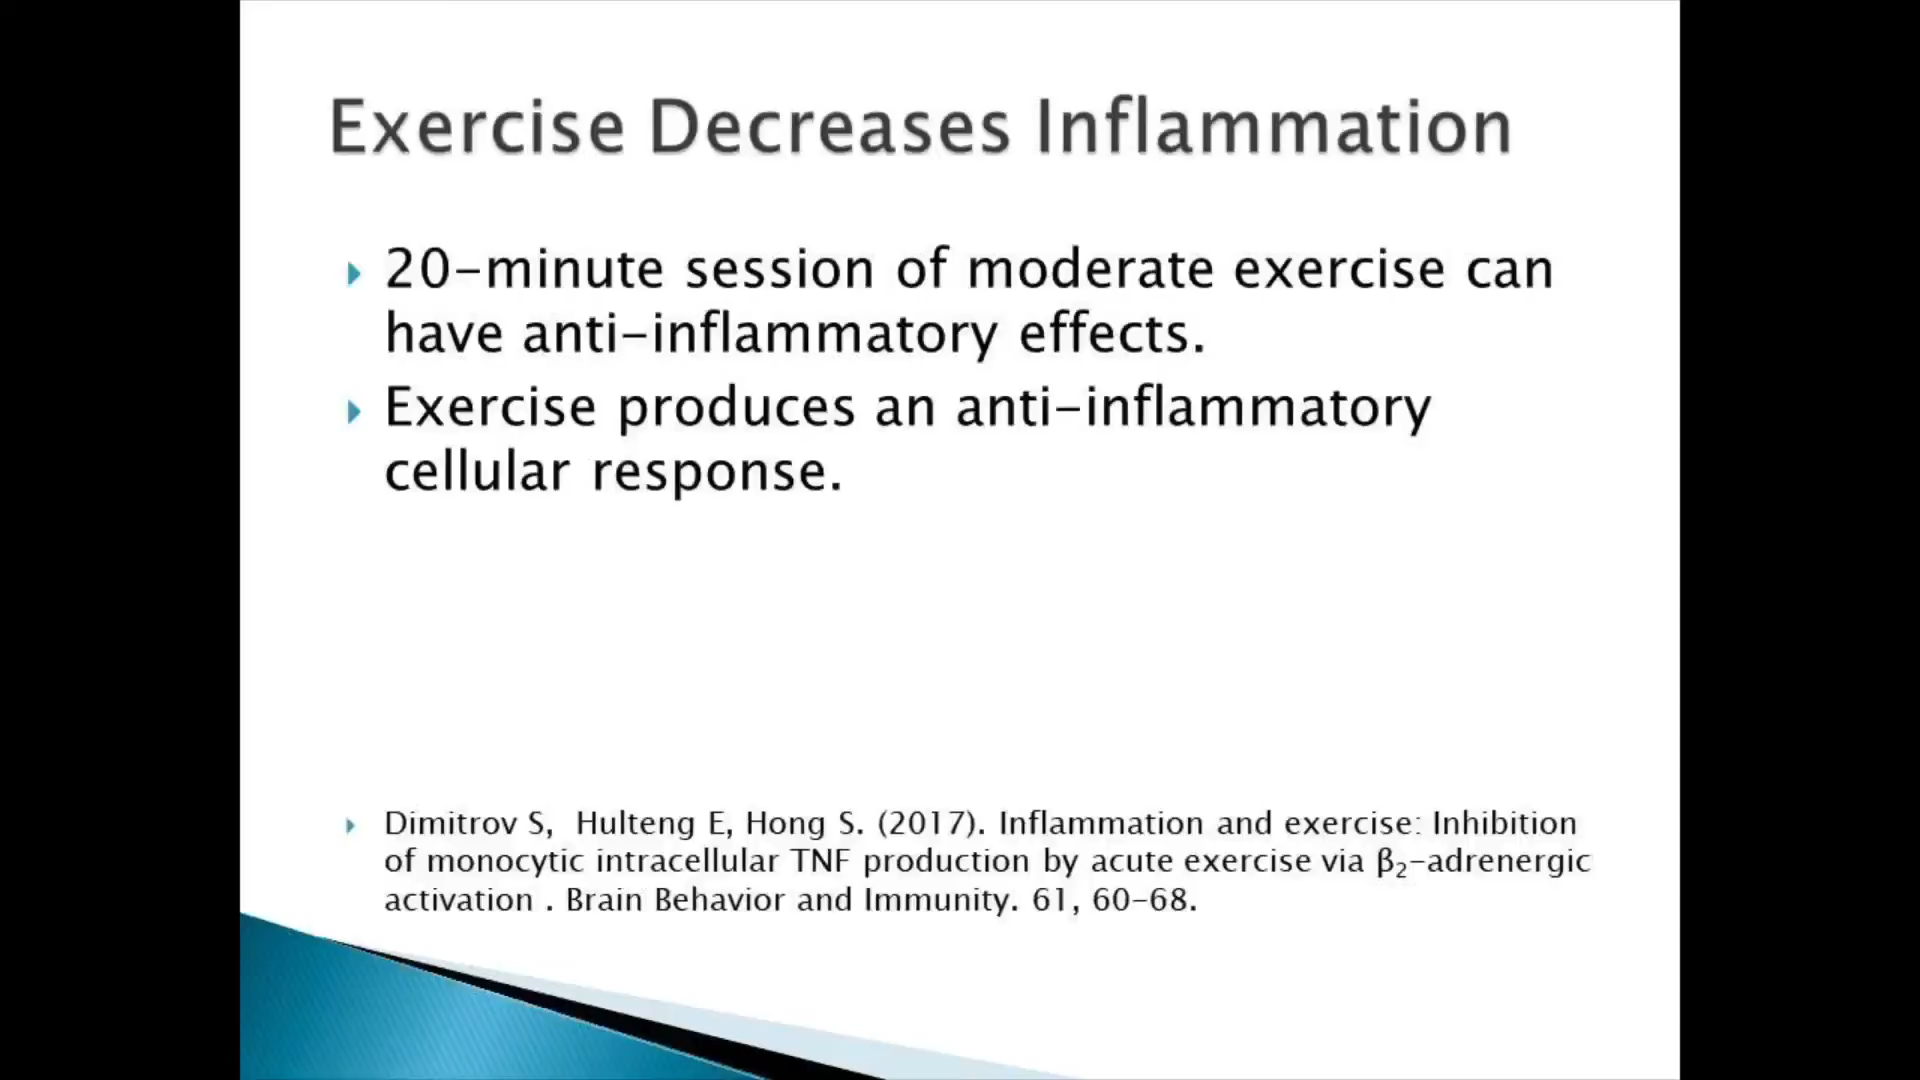 Exercise Decreases Inflammation
20-minute session of moderate exercise can
have anti-inflammatory effects.
Exercise produces an anti-inflammatory
cellular response.
Dimitrov S,  Hulteng E, Hong S. (2017). Inflammation and exercise: Inhibition
of monocytic intracellular TNF production by acute exercise via β₂-adrenergic
activation . Brain Behavior and Immunity. 61, 60-68.